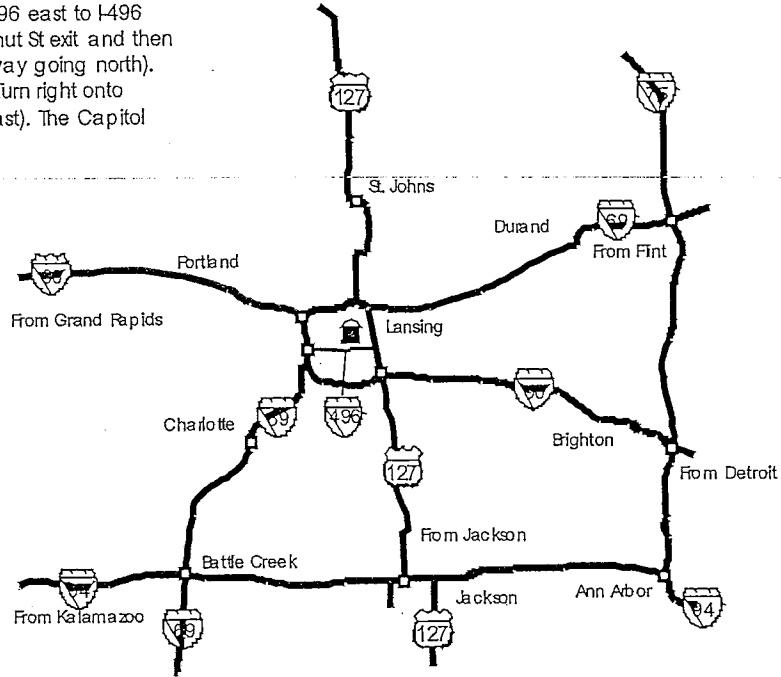 96 east to I-496
nut St exit and then
way going north).
Turn right onto
ast). The Capitol
127
75
St. Johns
Durand
69
From Flint
Portland
From Grand Rapids
Lansing
Charlotte
69
496
Brighton
From Detroit
127
From Jackson
Battle Creek
94
From Kalamazoo
69
Jackson
127
Ann Arbor
94